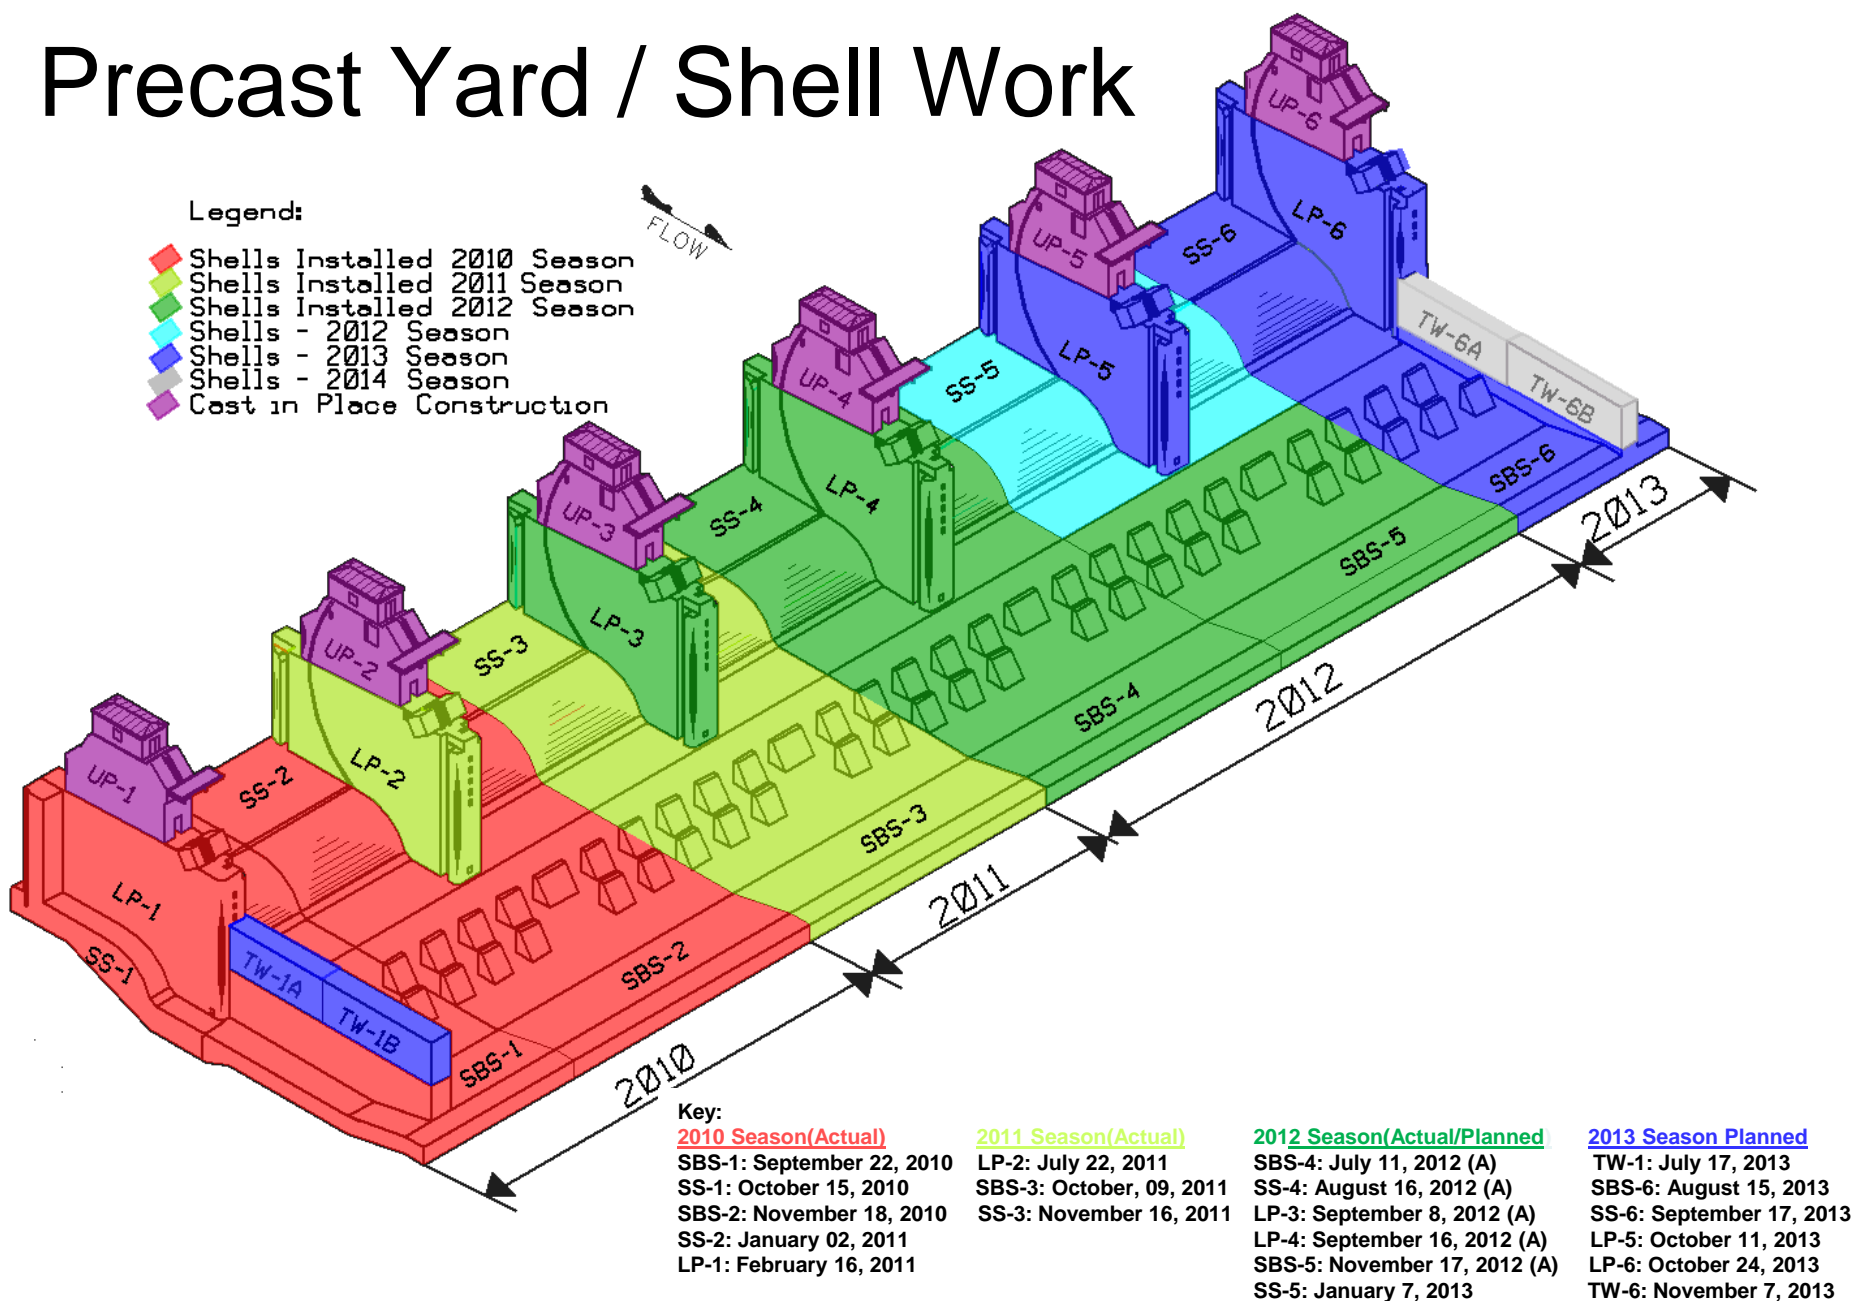 Precast Yard / Shell Work
Legend:
Shells Installed 2010 Season
Shells Installed 2011 Season
Shells Installed 2012 Season
Shells - 2012 Season
Shells - 2013 Season
Shells - 2014 Season
Cast in Place Construction
FLOW
UP-6
LP-6
SS-6
UP-5
LP-5
TW-6A
TW-6B
SS-5
UP-4
LP-4
SBS-6
2013
SS-4
UP-3
LP-3
SBS-5
2012
SS-3
UP-2
LP-2
SBS-4
SS-2
UP-1
LP-1
SBS-3
2011
SS-1
TW-1A
TW-1B
SBS-2
SBS-1
2010
Key:
2010 Season(Actual)
SBS-1: September 22, 2010
SS-1: October 15, 2010
SBS-2: November 18, 2010
SS-2: January 02, 2011
LP-1: February 16, 2011
2011 Season(Actual)
LP-2: July 22, 2011
SBS-3: October, 09, 2011
SS-3: November 16, 2011
2012 Season(Actual/Planned)
SBS-4: July 11, 2012 (A)
SS-4: August 16, 2012 (A)
LP-3: September 8, 2012 (A)
LP-4: September 16, 2012 (A)
SBS-5: November 17, 2012 (A)
SS-5: January 7, 2013
2013 Season Planned
TW-1: July 17, 2013
SBS-6: August 15, 2013
SS-6: September 17, 2013
LP-5: October 11, 2013
LP-6: October 24, 2013
TW-6: November 7, 2013